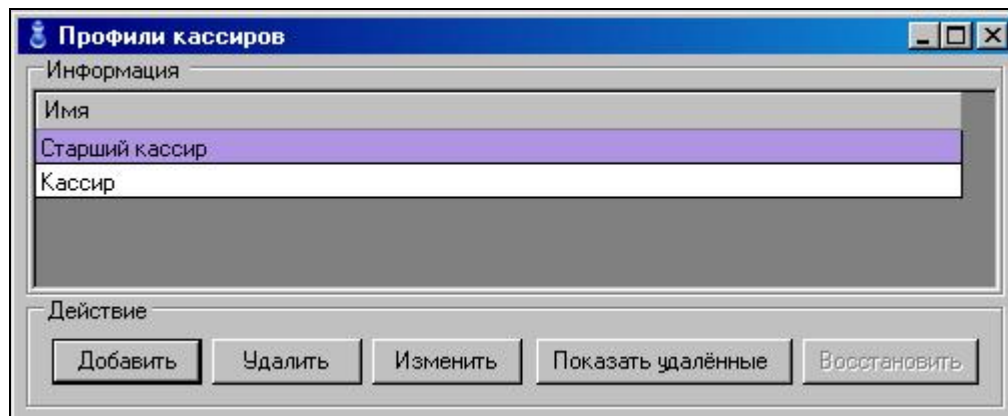 Профили кассиров
Информация
Имя
Старший кассир
Кассир
Действие
Добавить Удалить Изменить Показать удалённые Восстановить